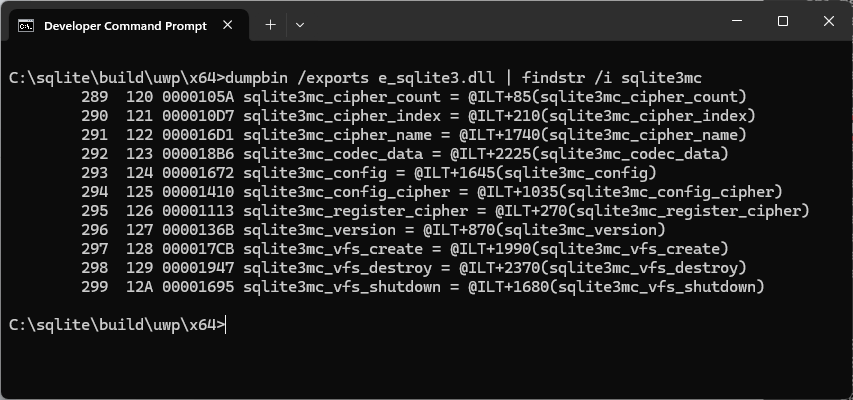 Developer Command Prompt
C:\sqlite\build\uwp\x64>dumpbin /exports e_sqlite3.dll | findstr /i sqlite3mc
289 120 0000105A sqlite3mc_cipher_count = @ILT+85(sqlite3mc_cipher_count)
290 121 000010D7 sqlite3mc_cipher_index = @ILT+210(sqlite3mc_cipher_index)
291 122 000016D1 sqlite3mc_cipher_name = @ILT+1740(sqlite3mc_cipher_name)
292 123 000018B6 sqlite3mc_codec_data = @ILT+2225(sqlite3mc_codec_data)
293 124 00001672 sqlite3mc_config = @ILT+1645(sqlite3mc_config)
294 125 00001410 sqlite3mc_config_cipher = @ILT+1035(sqlite3mc_config_cipher)
295 126 00001113 sqlite3mc_register_cipher = @ILT+270(sqlite3mc_register_cipher)
296 127 0000136B sqlite3mc_version = @ILT+870(sqlite3mc_version)
297 128 000017CB sqlite3mc_vfs_create = @ILT+1990(sqlite3mc_vfs_create)
298 129 00001947 sqlite3mc_vfs_destroy = @ILT+2370(sqlite3mc_vfs_destroy)
299 12A 00001695 sqlite3mc_vfs_shutdown = @ILT+1680(sqlite3mc_vfs_shutdown)
C:\sqlite\build\uwp\x64>